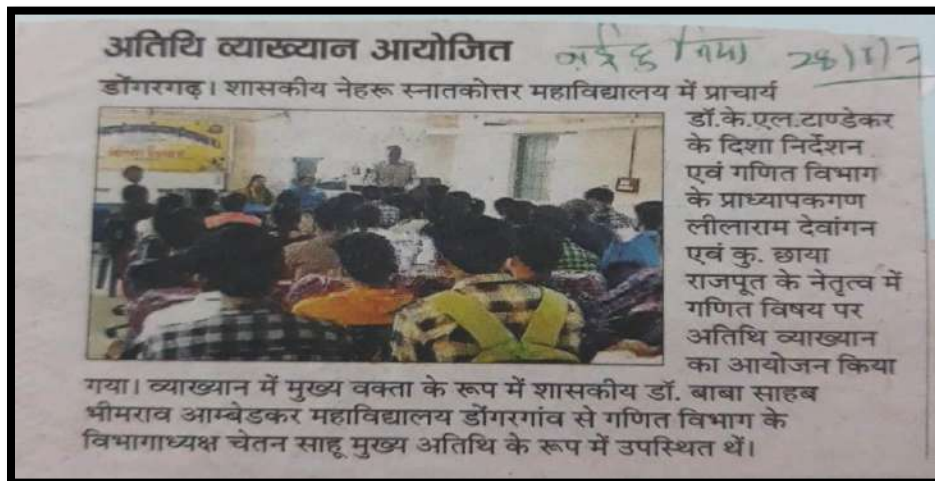 अतिथि व्याख्यान आयोजित
डोंगरगढ़। शासकीय नेहरू स्नातकोत्तर महाविद्यालय में प्राचार्य
डॉ.के.एल.टाण्डेकर
के दिशा निर्देशन
एवं गणित विभाग
के प्राध्यापकगण
लीलाराम देवांगन
एवं कु. छाया
राजपूत के नेतृत्व में
गणित विषय पर
अतिथि व्याख्यान
का आयोजन किया
गया। व्याख्यान में मुख्य वक्ता के रूप में शासकीय डॉ. बाबा साहब
भीमराव आम्बेडकर महाविद्यालय डोंगरगांव से गणित विभाग के
विभागाध्यक्ष चेतन साहू मुख्य अतिथि के रूप में उपस्थित थें।